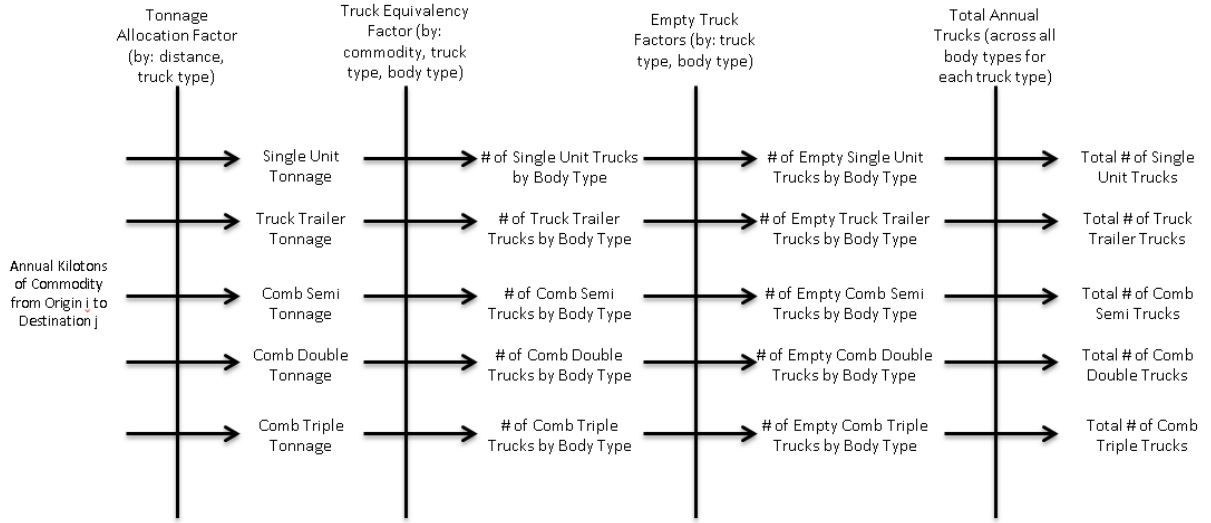 Tonnage
Allocation Factor
(by: distance,
truck type)
Truck Equivalency
Factor (by:
commodity, truck
type, body type)
Empty Truck
Factors (by: truck
type, body type)
Total Annual
Trucks (across all
body types for
each truck type)
Annual Kilotons
of Commodity
from Origin i to
Destination j
Single Unit
Tonnage
# of Single Unit Trucks
by Body Type
# of Empty Single Unit
Trucks by Body Type
Total # of Single
Unit Trucks
Truck Trailer
Tonnage
# of Truck Trailer
Trucks by Body Type
# of Empty Truck Trailer
Trucks by Body Type
Total # of Truck
Trailer Trucks
Comb Semi
Tonnage
# of Comb Semi
Trucks by Body Type
# of Empty Comb Semi
Trucks by Body Type
Total # of Comb
Semi Trucks
Comb Double
Tonnage
# of Comb Double
Trucks by Body Type
# of Empty Comb Double
Trucks by Body Type
Total # of Comb
Double Trucks
Comb Triple
Tonnage
# of Comb Triple
Trucks by Body Type
# of Empty Comb Triple
Trucks by Body Type
Total # of Comb
Triple Trucks